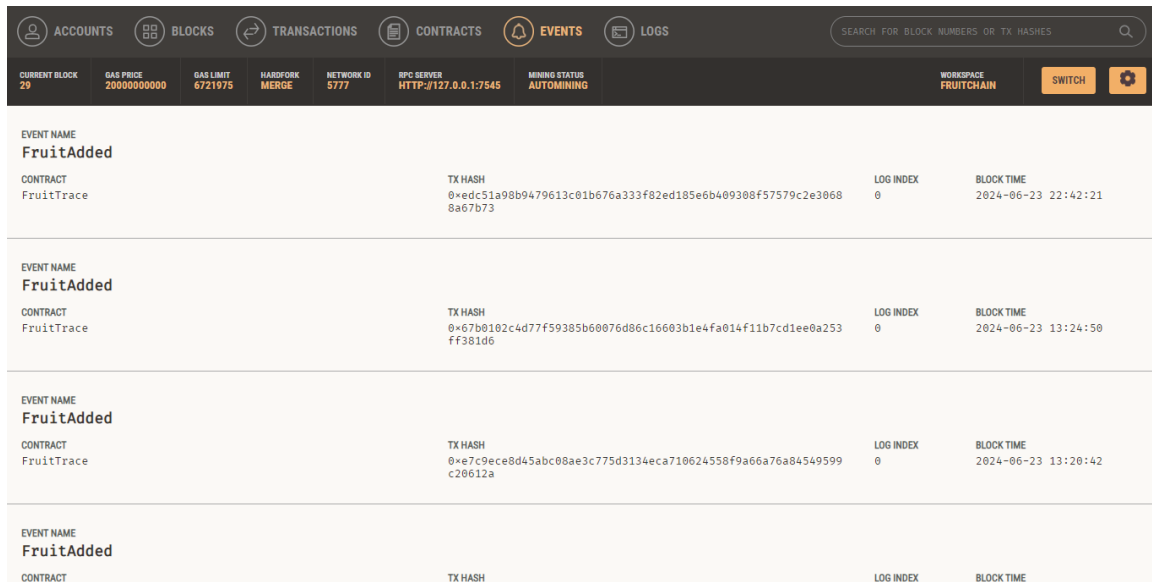 ACCOUNTS BLOCKS TRANSACTIONS CONTRACTS EVENTS LOGS SEARCH FOR BLOCK NUMBERS OR TX HASHES
CURRENT BLOCK GAS PRICE GAS LIMIT HARDFORK NETWORK ID RPC SERVER MINING STATUS WORKSPACE
29 20000000000 6721975 MERGE 5777 HTTP://127.0.0.1:7545 AUTOMINING FRUITCHAIN SWITCH
EVENT NAME
FruitAdded
CONTRACT TX HASH LOG INDEX BLOCK TIME
FruitTrace 0×edc51a98b9479613c01b676a333f82ed185e6b409308f57579c2e3068 0 2024-06-23 22:42:21
8a67b73
EVENT NAME
FruitAdded
CONTRACT TX HASH LOG INDEX BLOCK TIME
FruitTrace 0×67b0102c4d77f59385b60076d86c16603b1e4fa014f11b7cd1ee0a253 0 2024-06-23 13:24:50
ff381d6
EVENT NAME
FruitAdded
CONTRACT TX HASH LOG INDEX BLOCK TIME
FruitTrace 0×e7c9ece8d45abc08ae3c775d3134eca710624558f9a66a76a84549599 0 2024-06-23 13:20:42
c20612a
EVENT NAME
FruitAdded
CONTRACT TX HASH LOG INDEX BLOCK TIME